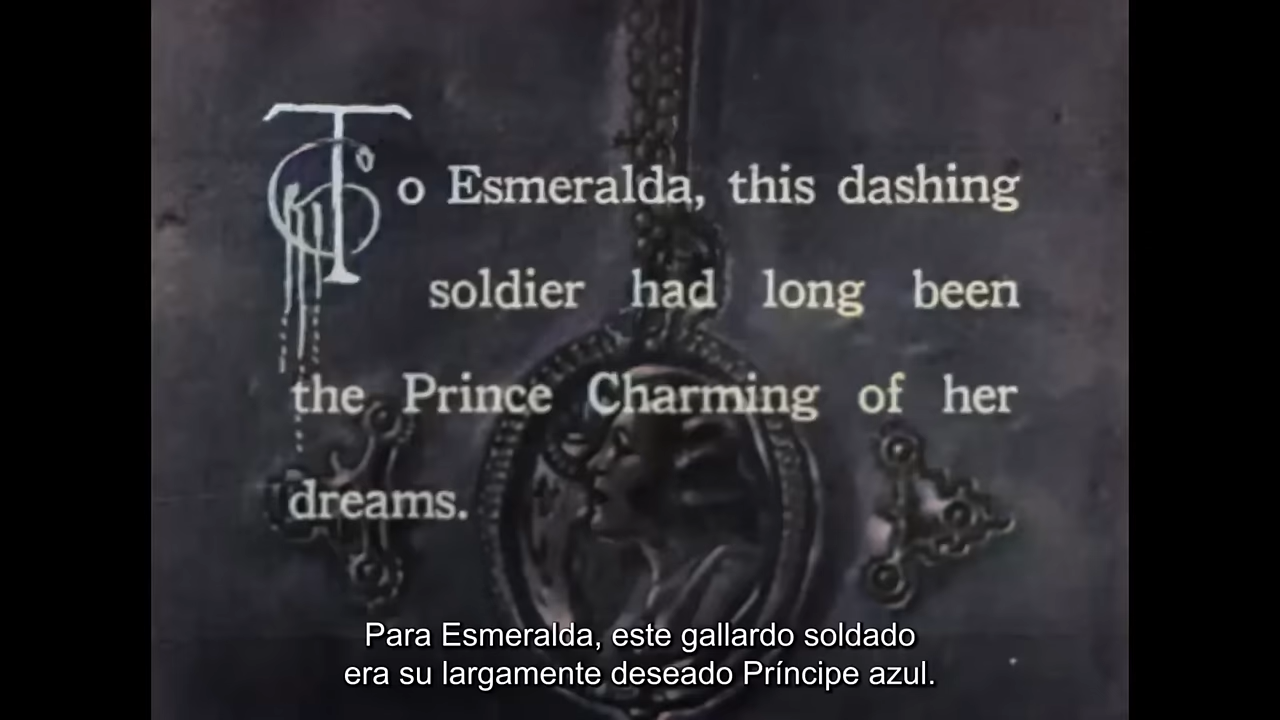 To Esmeralda, this dashing
soldier had long been
the Prince Charming of her
dreams.
Para Esmeralda, este gallardo soldado
era su largamente deseado Príncipe azul.